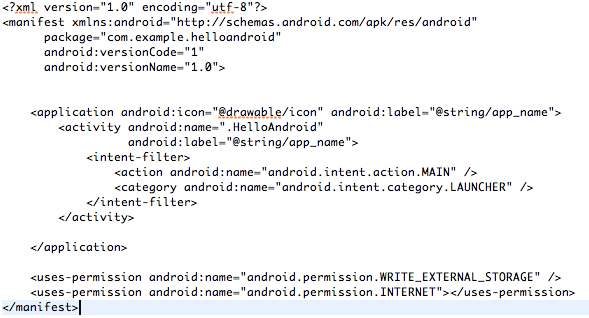 <?xml version="1.0" encoding="utf-8"?>
<manifest xmlns:android="http://schemas.android.com/apk/res/android"
      package="com.example.helloandroid"
      android:versionCode="1"
      android:versionName="1.0">


    <application android:icon="@drawable/icon" android:label="@string/app_name">
        <activity android:name=".HelloAndroid"
                  android:label="@string/app_name">
            <intent-filter>
                <action android:name="android.intent.action.MAIN" />
                <category android:name="android.intent.category.LAUNCHER" />
            </intent-filter>
        </activity>

    </application>

    <uses-permission android:name="android.permission.WRITE_EXTERNAL_STORAGE" />
    <uses-permission android:name="android.permission.INTERNET"></uses-permission>
</manifest>